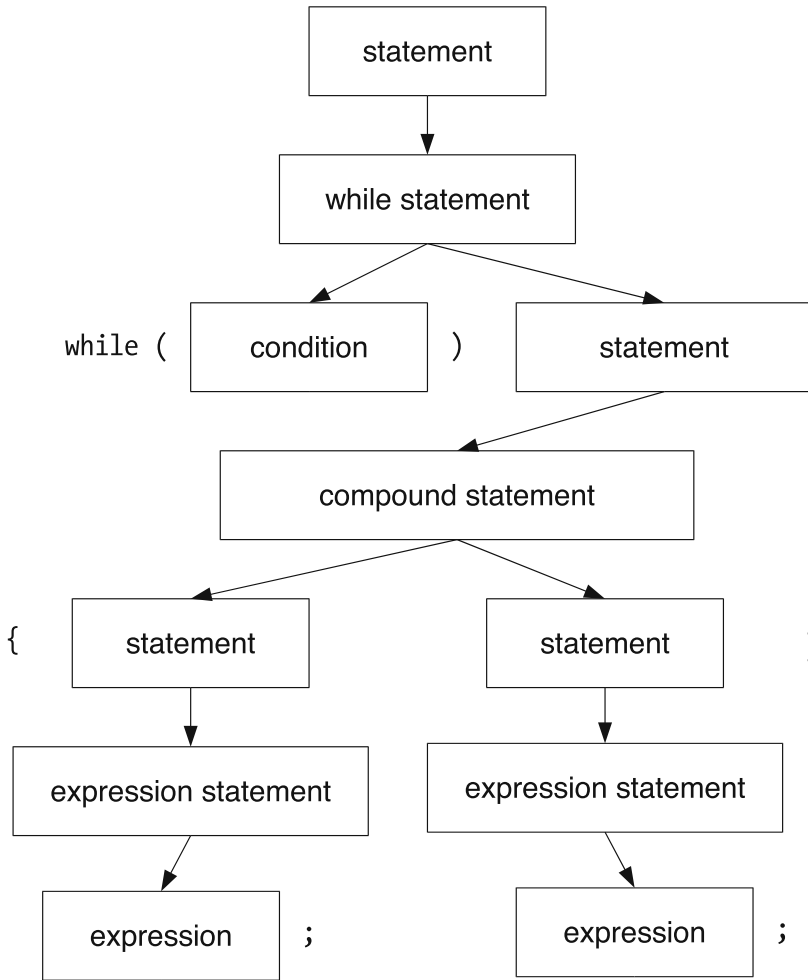 statement
while statement
while ( condition ) statement
compound statement
{ statement statement
expression statement expression statement
expression ; expression ;